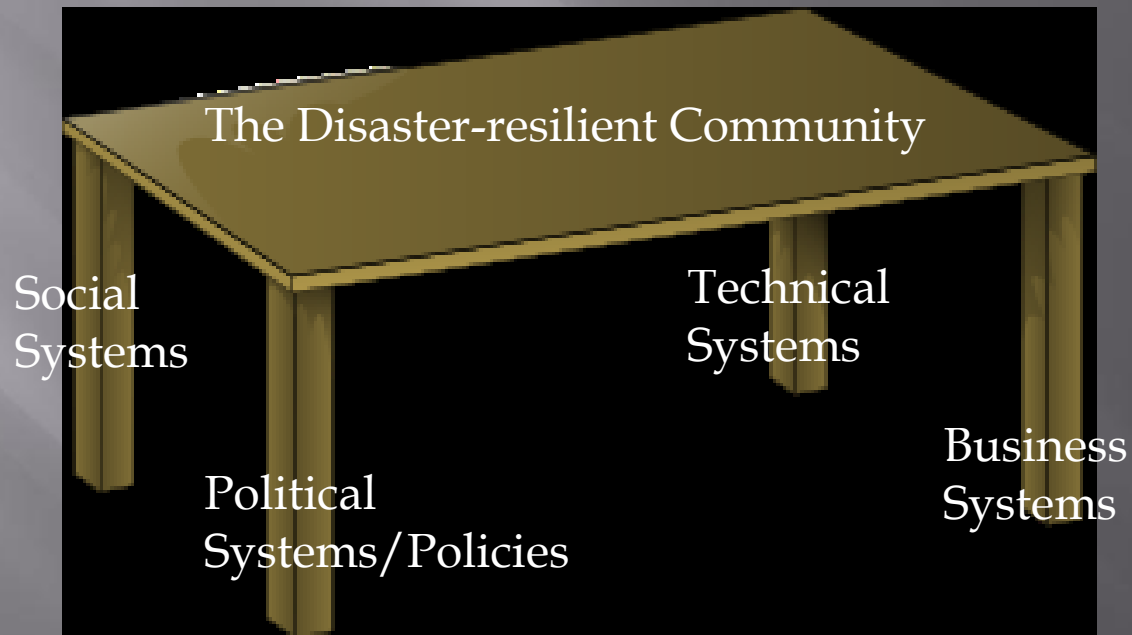 The Disaster-resilient Community
Social
Systems
Technical
Systems
Political
Systems/Policies
Business
Systems